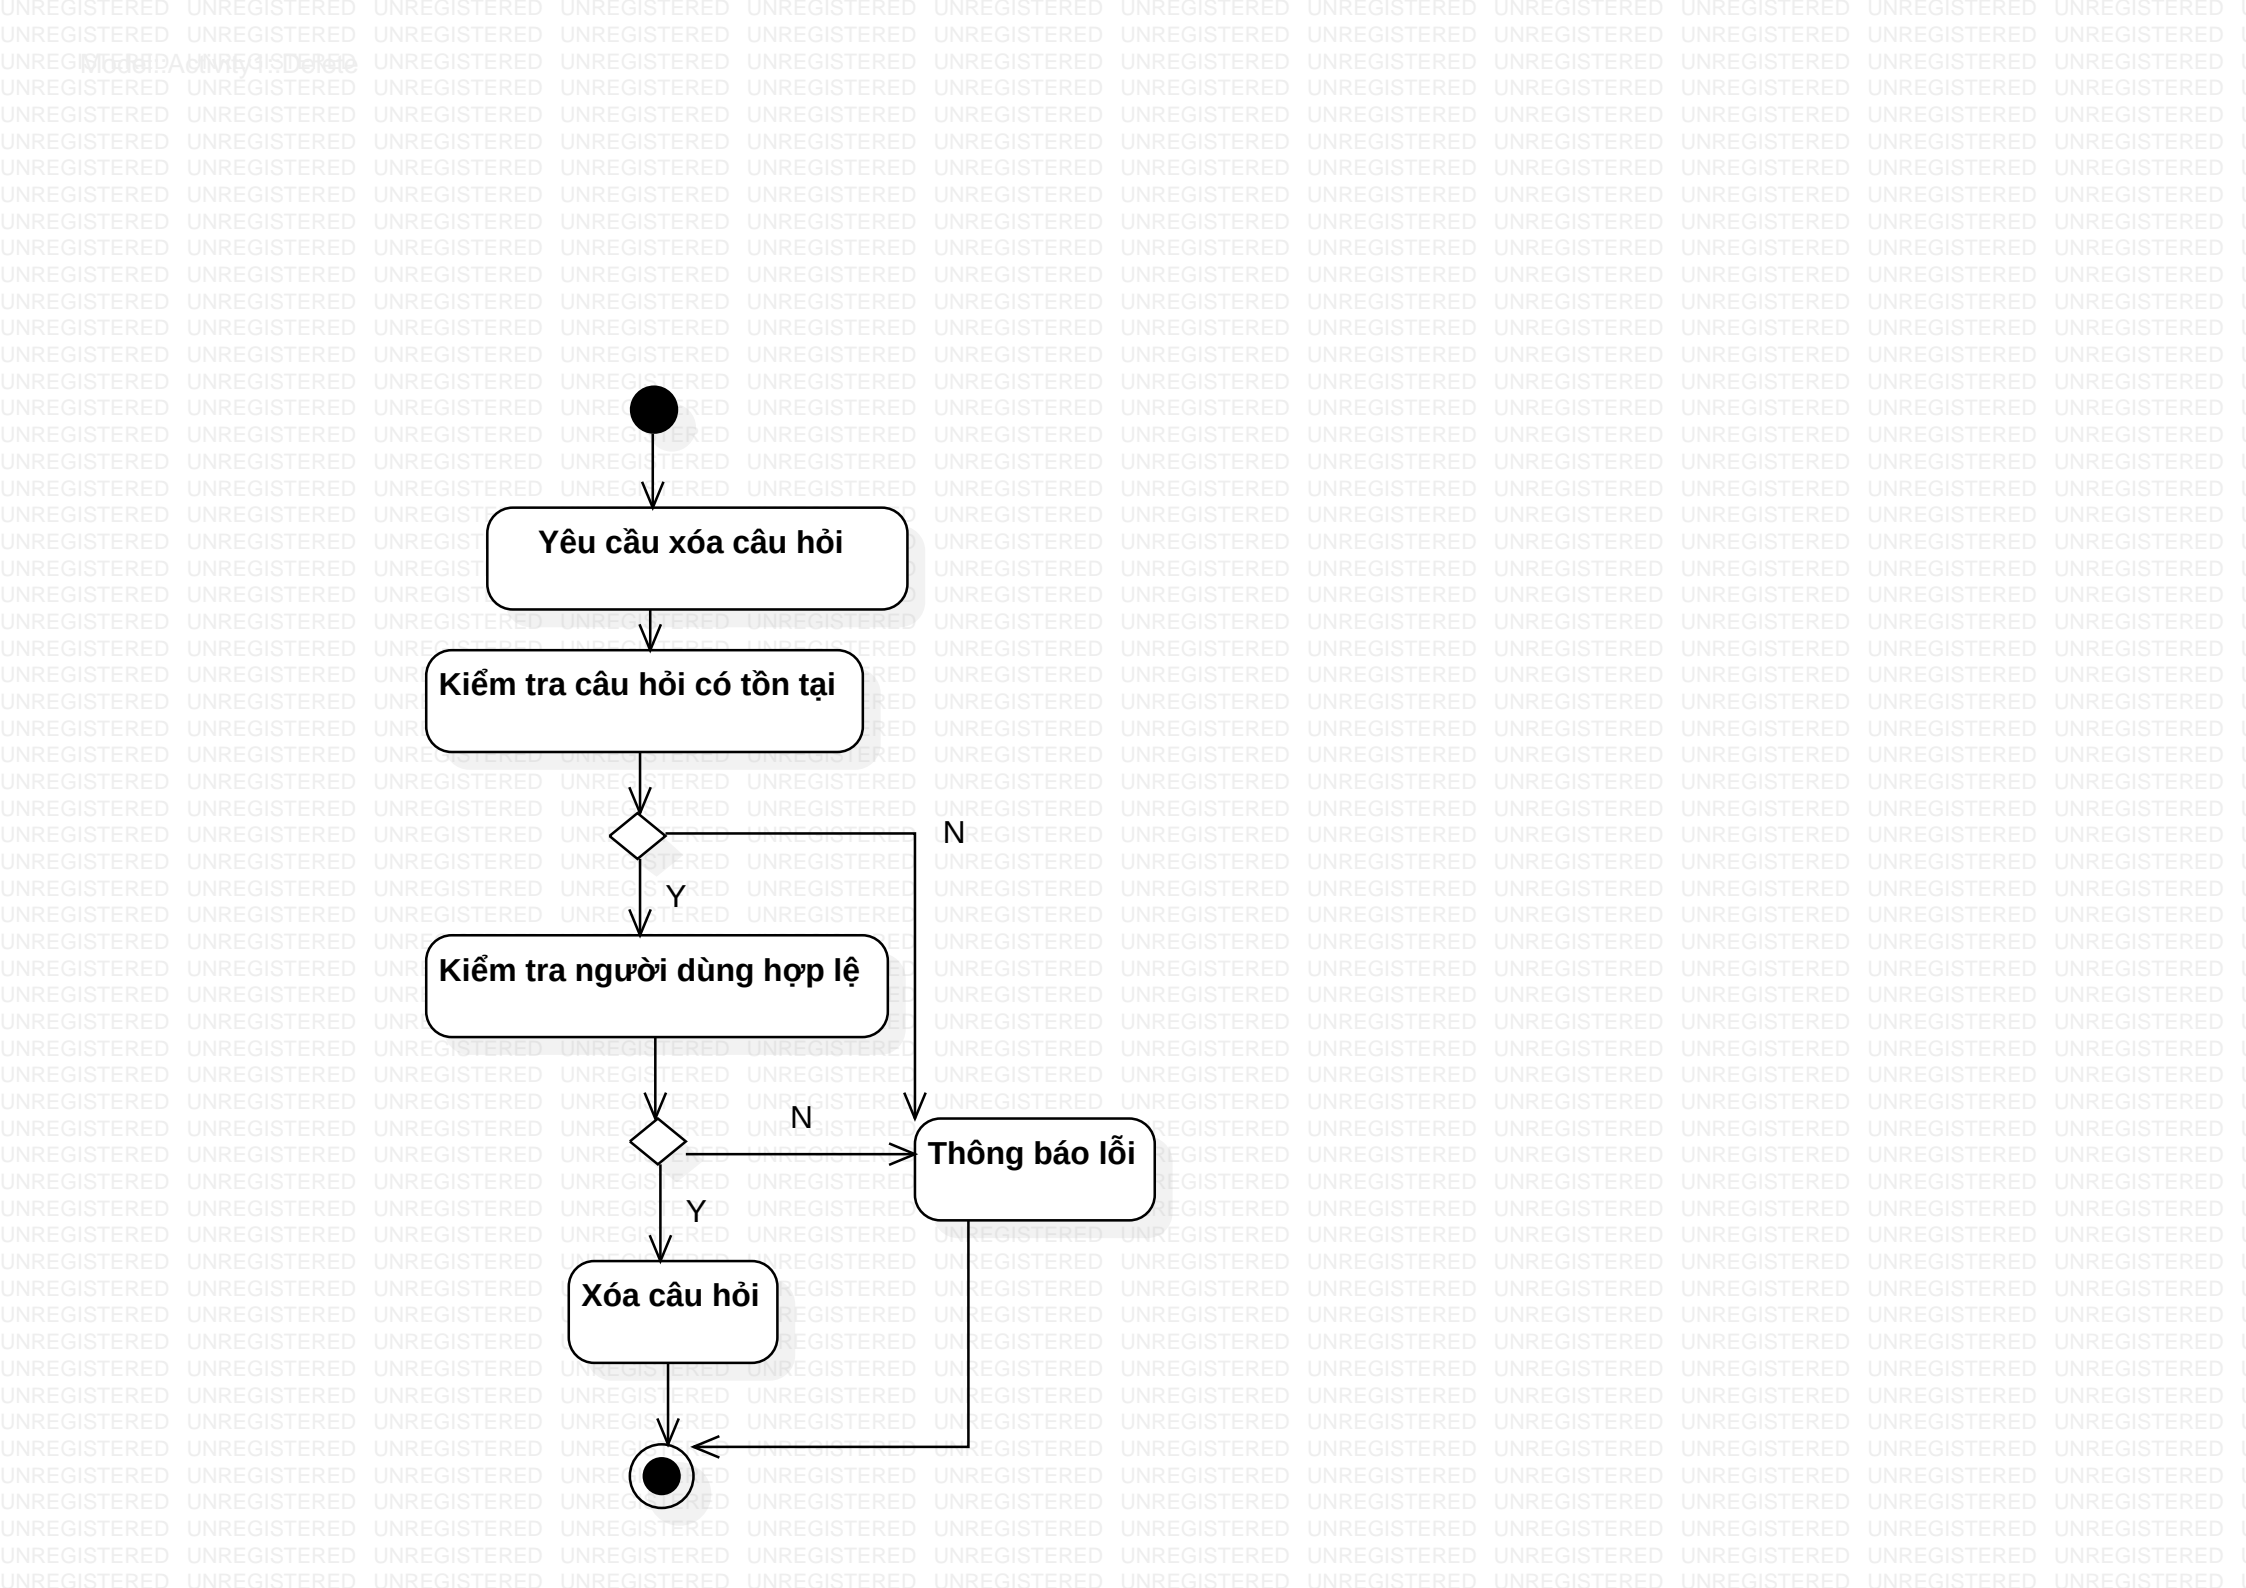 Model::Activity1::Delete
Yêu cầu xóa câu hỏi
Kiểm tra câu hỏi có tồn tại
N
Y
Kiểm tra người dùng hợp lệ
N
Thông báo lỗi
Y
Xóa câu hỏi
UNREGISTERED